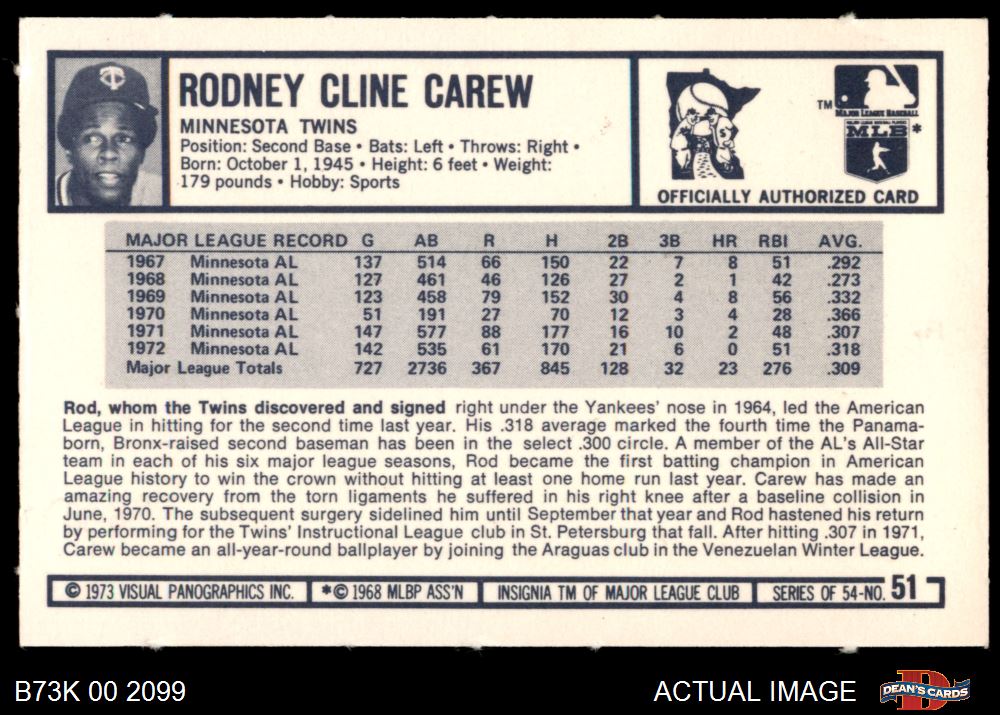 RODNEY CLINE CAREW
MINNESOTA TWINS
Position: Second Base • Bats: Left • Throws: Right •
Born: October 1, 1945 • Height: 6 feet • Weight:
179 pounds • Hobby: Sports
TM
MAJOR LEAGUE BASEBALL
MAJOR LEAGUE BASEBALL PLAYERS
MLB*
OFFICIALLY AUTHORIZED CARD
MAJOR LEAGUE RECORD G AB R H 2B 3B HR RBI AVG.
1967 Minnesota AL 137 514 66 150 22 7 8 51 .292
1968 Minnesota AL 127 461 46 126 27 2 1 42 .273
1969 Minnesota AL 123 458 79 152 30 4 8 56 .332
1970 Minnesota AL 51 191 27 70 12 3 4 28 .366
1971 Minnesota AL 147 577 88 177 16 10 2 48 .307
1972 Minnesota AL 142 535 61 170 21 6 0 51 .318
Major League Totals 727 2736 367 845 128 32 23 276 .309
Rod, whom the Twins discovered and signed right under the Yankees' nose in 1964, led the American
League in hitting for the second time last year. His .318 average marked the fourth time the Panama-
born, Bronx-raised second baseman has been in the select .300 circle. A member of the AL's All-Star
team in each of his six major league seasons, Rod became the first batting champion in American
League history to win the crown without hitting at least one home run last year. Carew has made an
amazing recovery from the torn ligaments he suffered in his right knee after a baseline collision in
June, 1970. The subsequent surgery sidelined him until September that year and Rod hastened his return
by performing for the Twins' Instructional League club in St. Petersburg that fall. After hitting .307 in 1971,
Carew became an all-year-round ballplayer by joining the Araguas club in the Venezuelan Winter League.
© 1973 VISUAL PANOGRAPHICS INC. *© 1968 MLBP ASS'N INSIGNIA TM OF MAJOR LEAGUE CLUB SERIES OF 54-NO. 51
B73K 00 2099 ACTUAL IMAGE DEAN'S CARDS